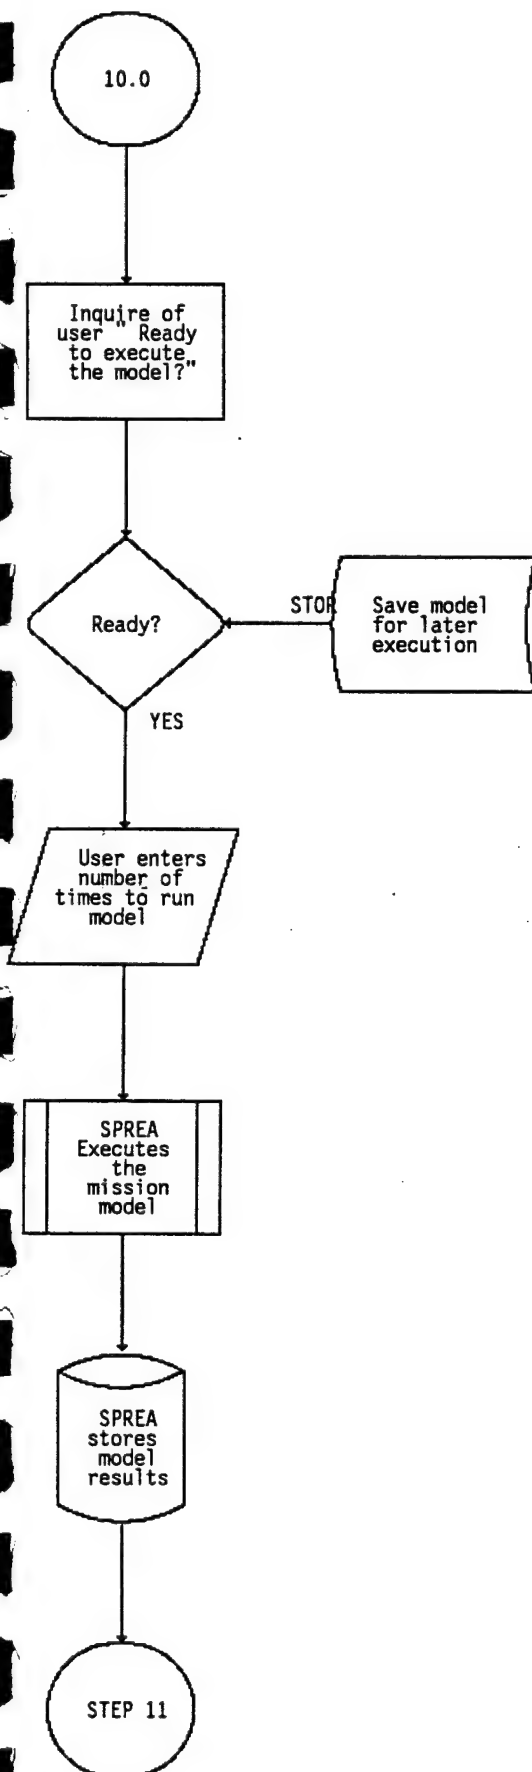 10.0
Inquire of
user " Ready
to execute
the model?"
Ready?
STOP
Save model
for later
execution
YES
User enters
number of
times to run
model
SPREA
Executes
the
mission
model
SPREA
stores
model
results
STEP 11